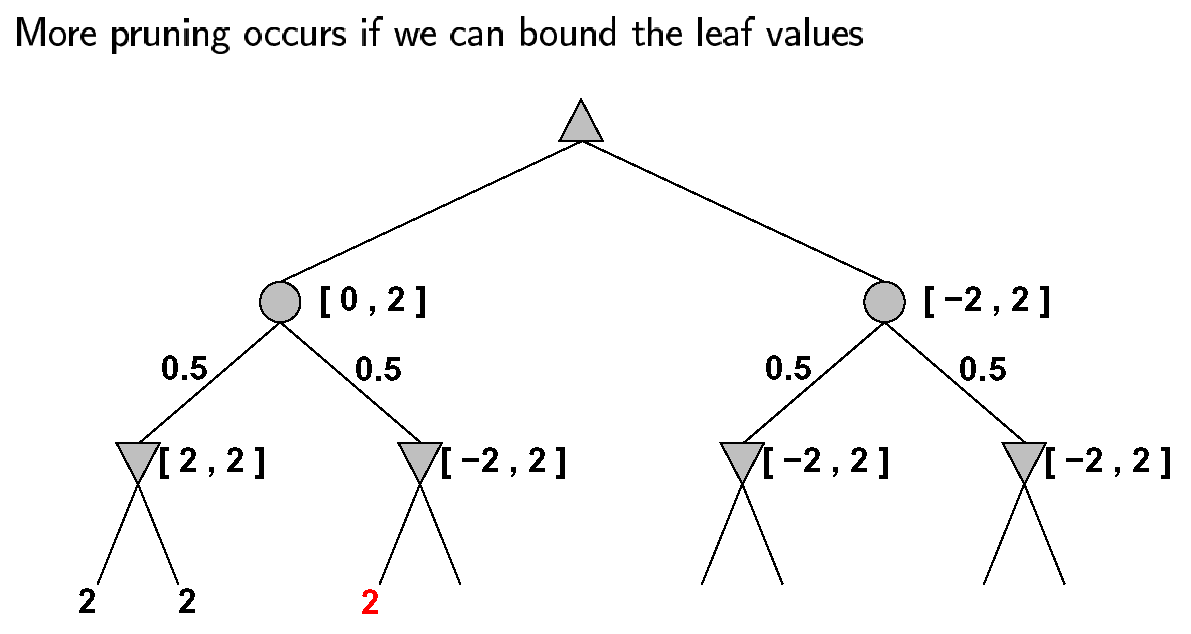 More pruning occurs if we can bound the leaf values
[ 0 , 2 ] [ −2 , 2 ]
0.5 0.5 0.5 0.5
[ 2 , 2 ] [ −2 , 2 ] [ −2 , 2 ] [ −2 , 2 ]
2 2 2